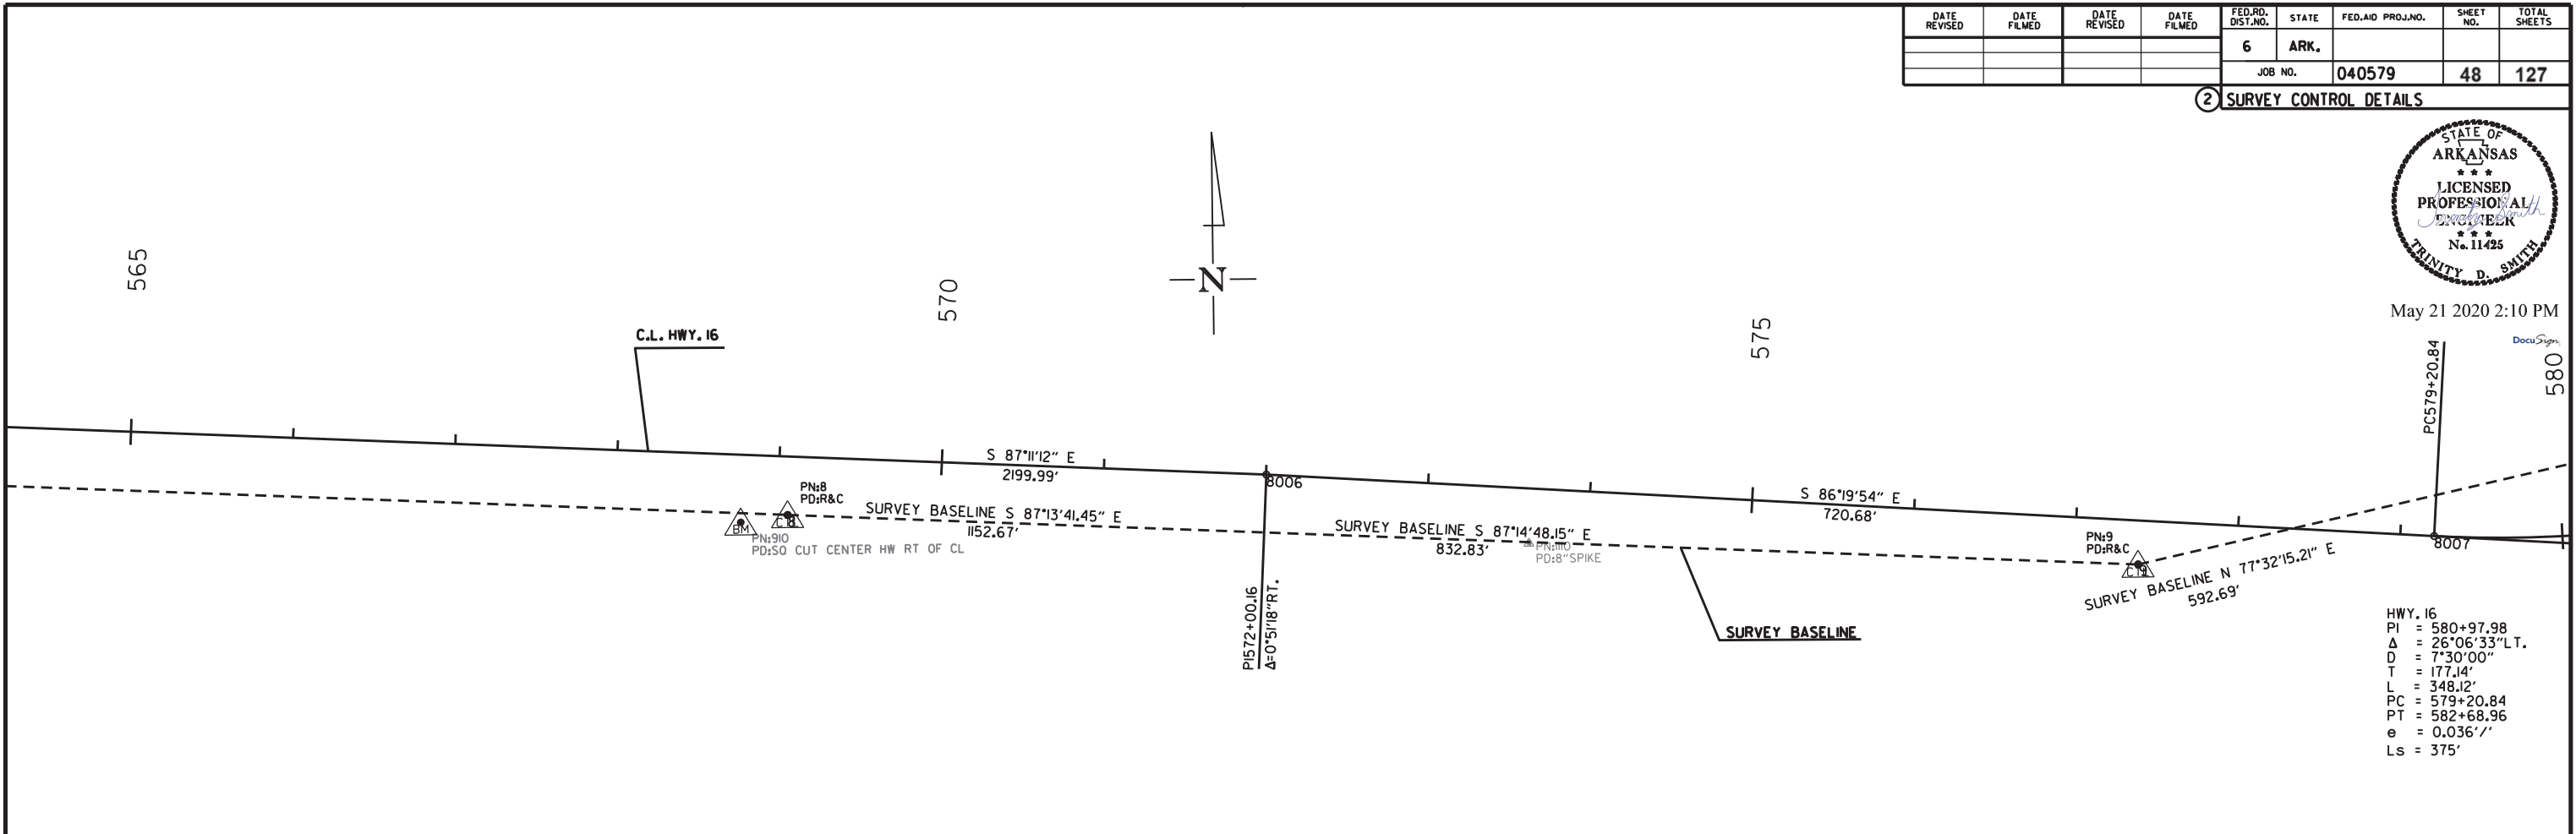 DATE REVISED
DATE FILMED
DATE REVISED
DATE FILMED
FED.RD. DIST.NO.
STATE
FED.AID PROJ.NO.
SHEET NO.
TOTAL SHEETS
6
ARK.
JOB NO.
040579
48
127
2
SURVEY CONTROL DETAILS
STATE OF
ARKANSAS
LICENSED
PROFESSIONAL
ENGINEER
No. 11425
TRINITY D. SMITH
May 21 2020 2:10 PM
DocuSign
565
570
575
580
N
C.L. HWY. 16
PC579+20.84
S 87°11'12" E
2199.99'
8006
S 86°19'54" E
720.68'
8007
PN:8
PD:R&C
BM
PN:910
PD:SQ CUT CENTER HW RT OF CL
SURVEY BASELINE S 87°13'41.45" E
1152.67'
SURVEY BASELINE S 87°14'48.15" E
832.83'
PN:1110
PD:8"SPIKE
PN:9
PD:R&C
SURVEY BASELINE N 77°32'15.21" E
592.69'
PI572+00.16
Δ=0°51'18"RT.
SURVEY BASELINE
HWY. 16
PI = 580+97.98
Δ = 26°06'33"LT.
D = 7°30'00"
T = 177.14'
L = 348.12'
PC = 579+20.84
PT = 582+68.96
e = 0.036'/'
Ls = 375'